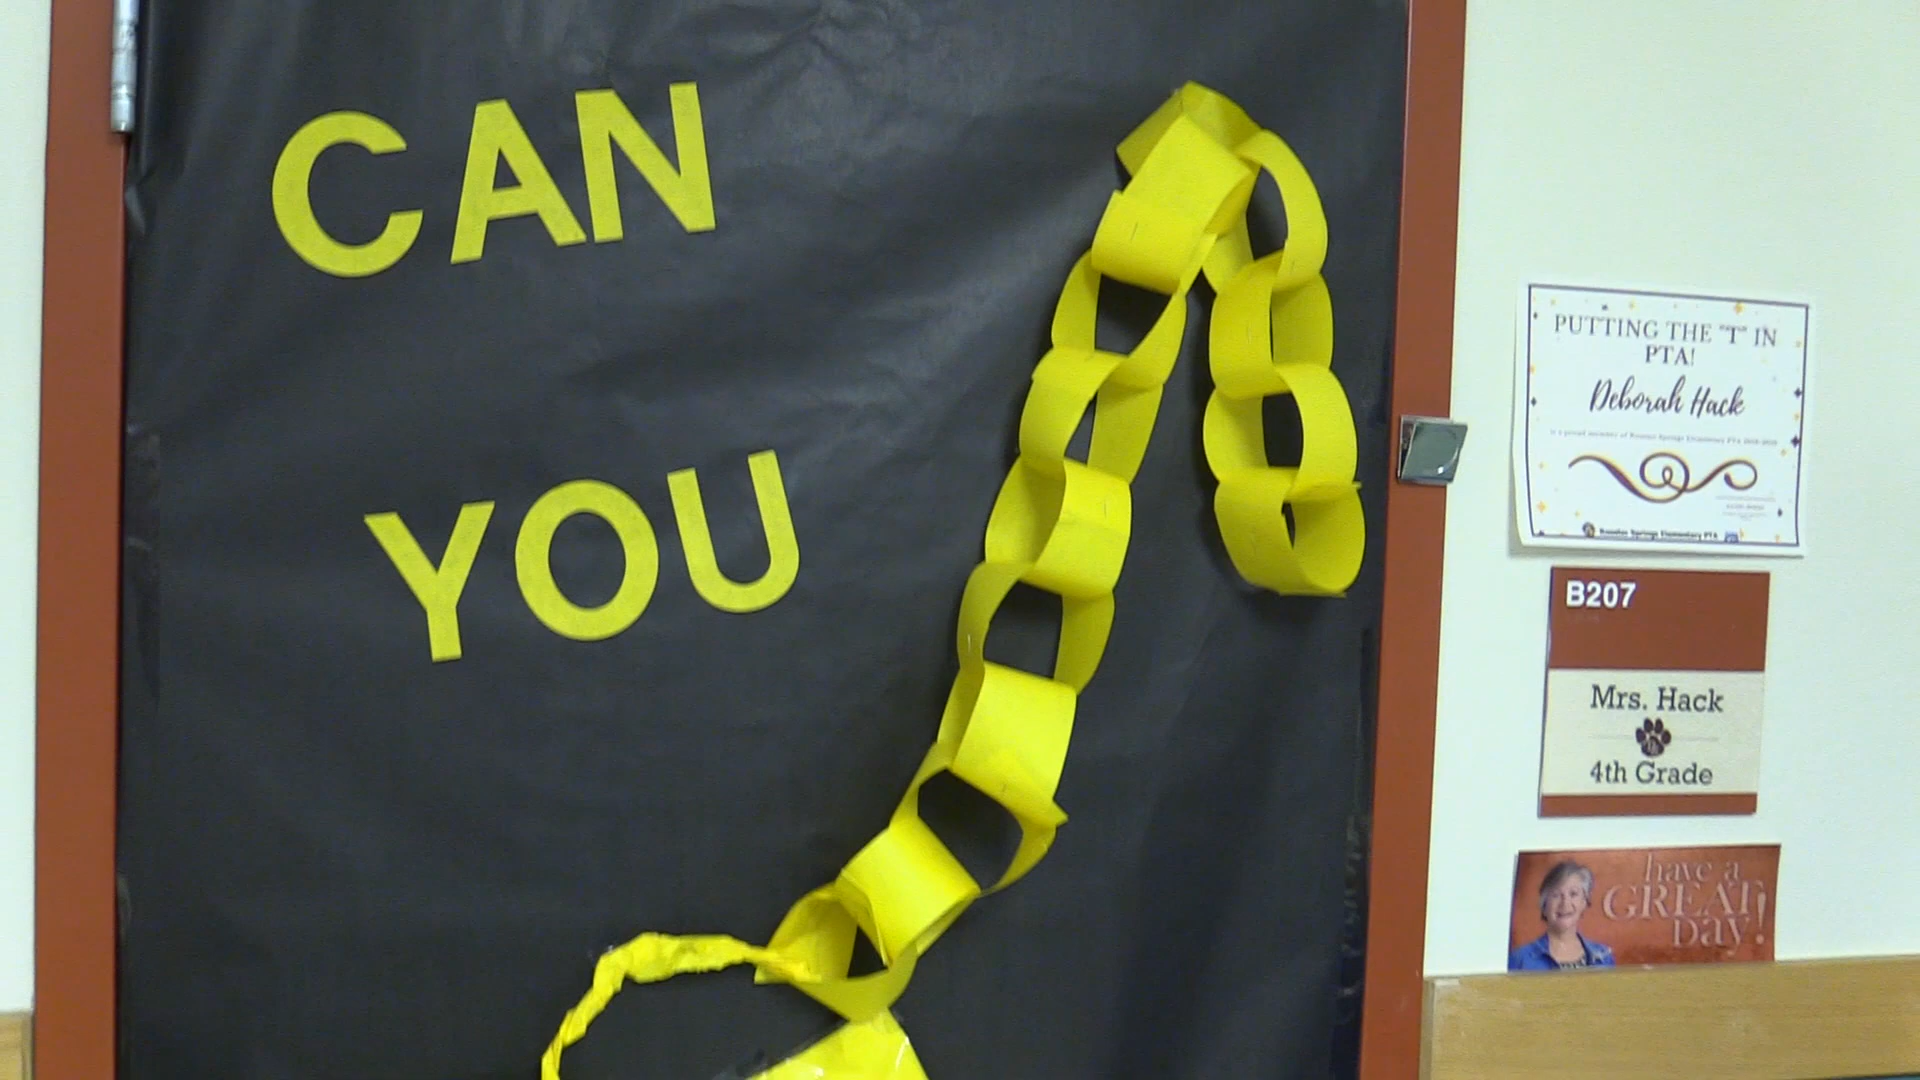 CAN
YOU
PUTTING THE "T" IN
PTA!
Deborah Hack
B207
Mrs. Hack
4th Grade
have a
GREAT
Day!